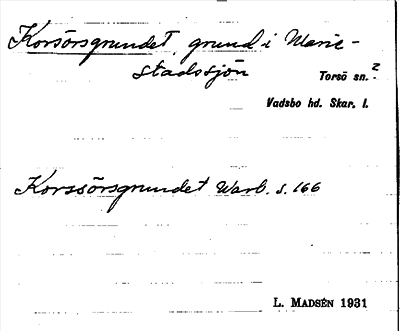 Korsörsgrundet, grund i Marie-
stadssjön
Torsö sn. ?
Vadsbo hd. Skar. l.
Korssörsgrundet Warb. s. 166
L. MADSÉN 1931